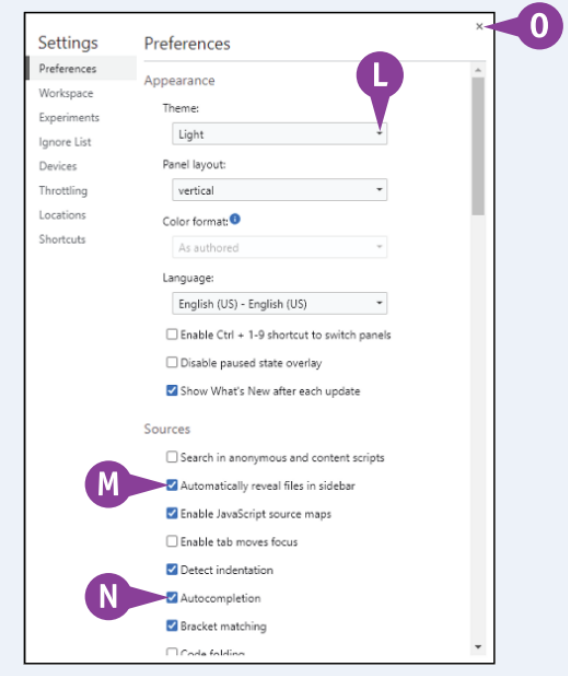 ×
O
Settings
Preferences
Preferences
Workspace
Experiments
Ignore List
Devices
Throttling
Locations
Shortcuts
Appearance
L
Theme:
Light
Panel layout:
vertical
Color format:
As authored
Language:
English (US) - English (US)
Enable Ctrl + 1-9 shortcut to switch panels
Disable paused state overlay
Show What's New after each update
Sources
Search in anonymous and content scripts
M
Automatically reveal files in sidebar
Enable JavaScript source maps
Enable tab moves focus
Detect indentation
N
Autocompletion
Bracket matching
Code folding